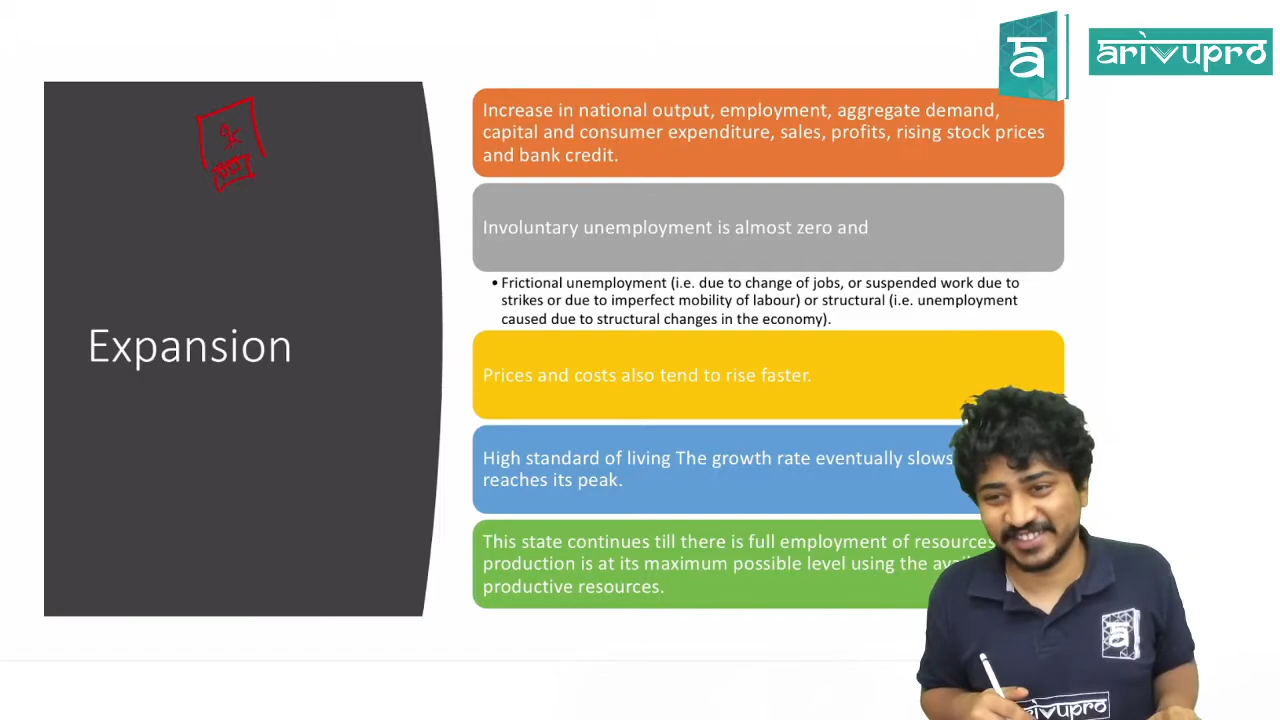 arivupro
Expansion
Increase in national output, employment, aggregate demand,
capital and consumer expenditure, sales, profits, rising stock prices
and bank credit.
Involuntary unemployment is almost zero and
• Frictional unemployment (i.e. due to change of jobs, or suspended work due to
strikes or due to imperfect mobility of labour) or structural (i.e. unemployment
caused due to structural changes in the economy).
Prices and costs also tend to rise faster.
High standard of living The growth rate eventually slows
reaches its peak.
This state continues till there is full employment of resources
production is at its maximum possible level using the
productive resources.
arivupro